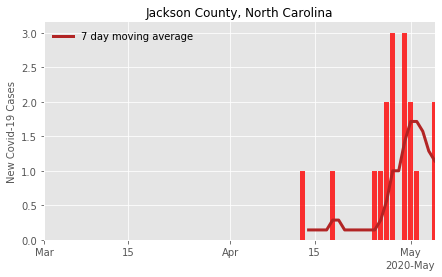 Jackson County, North Carolina
7 day moving average
New Covid-19 Cases
3.0
2.5
2.0
1.5
1.0
0.5
0.0
Mar 15 Apr 15 May
2020-May